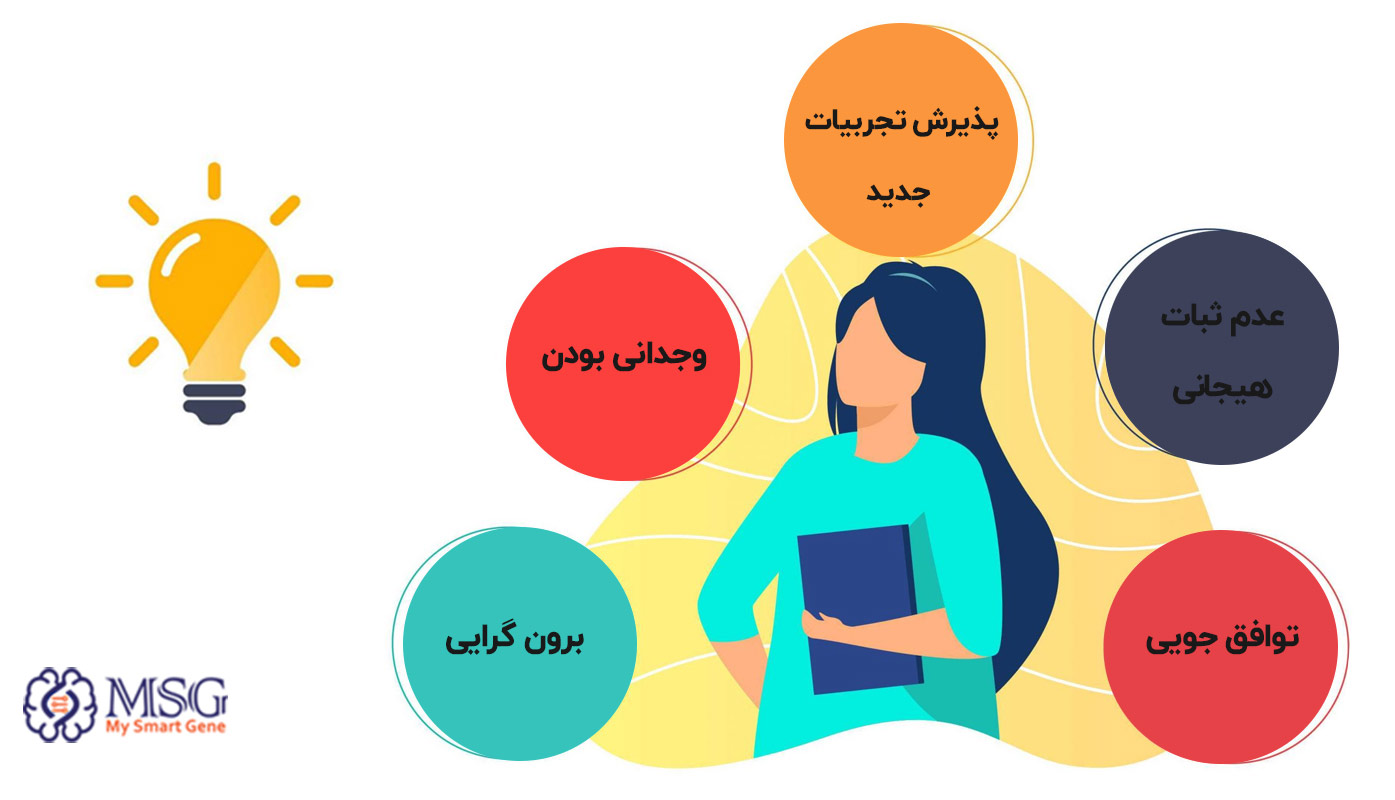 پذیرش تجربیات
جدید
عدم ثبات
هیجانی
وجدانی بودن
توافق جویی
برون گرایی
MSG
My Smart Gene